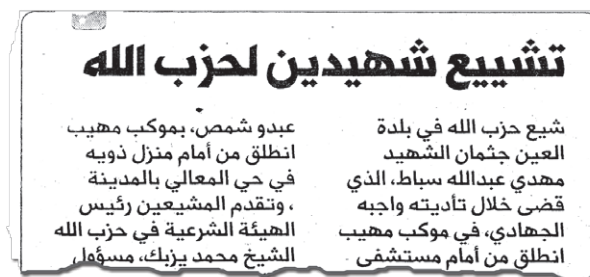 تشييع شهيدين لحزب الله
شيع حزب الله في بلدة
العين جثمان الشهيد
مهدي عبدالله سباط، الذي
قضى خلال تأديته واجبه
الجهادي، في موكب مهيب
انطلق من أمام مستشفى
عبدو شمص، بموكب مهيب
انطلق من أمام منزل ذويه
في حي المعالي بالمدينة
، وتقدم المشيعين رئيس
الهيئة الشرعية في حزب الله
الشيخ محمد يزبك، مسؤول